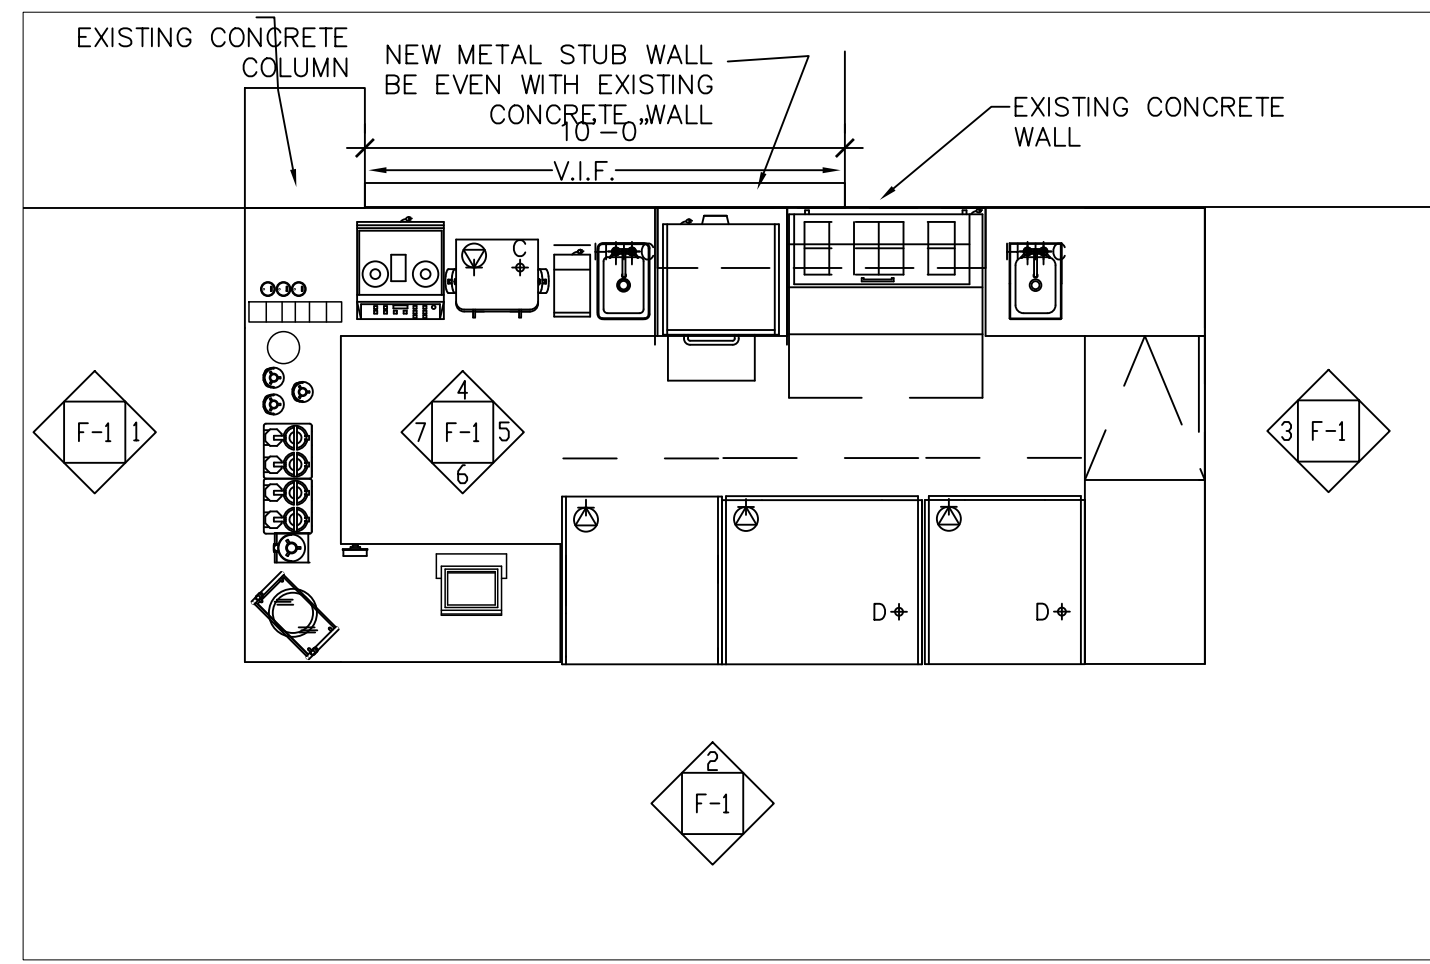 EXISTING CONCRETE
COLUMN
NEW METAL STUB WALL
BE EVEN WITH EXISTING
CONCRETE WALL
10'-0"
V.I.F.
EXISTING CONCRETE
WALL
C
C
C
F-1 1
4
7 F-1 5
6
3 F-1
D
D
2
F-1